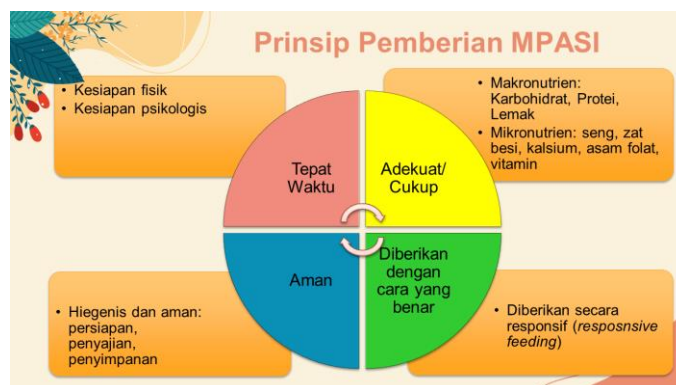 Prinsip Pemberian MPASI
• Kesiapan fisik
• Kesiapan psikologis
• Makronutrien:
Karbohidrat, Protei,
Lemak
• Mikronutrien: seng, zat
besi, kalsium, asam folat,
vitamin
Tepat
Waktu
Adekuat/
Cukup
Aman
Diberikan
dengan
cara yang
benar
• Hiegenis dan aman:
persiapan,
penyajian,
penyimpanan
• Diberikan secara
responsif (resposnsive
feeding)